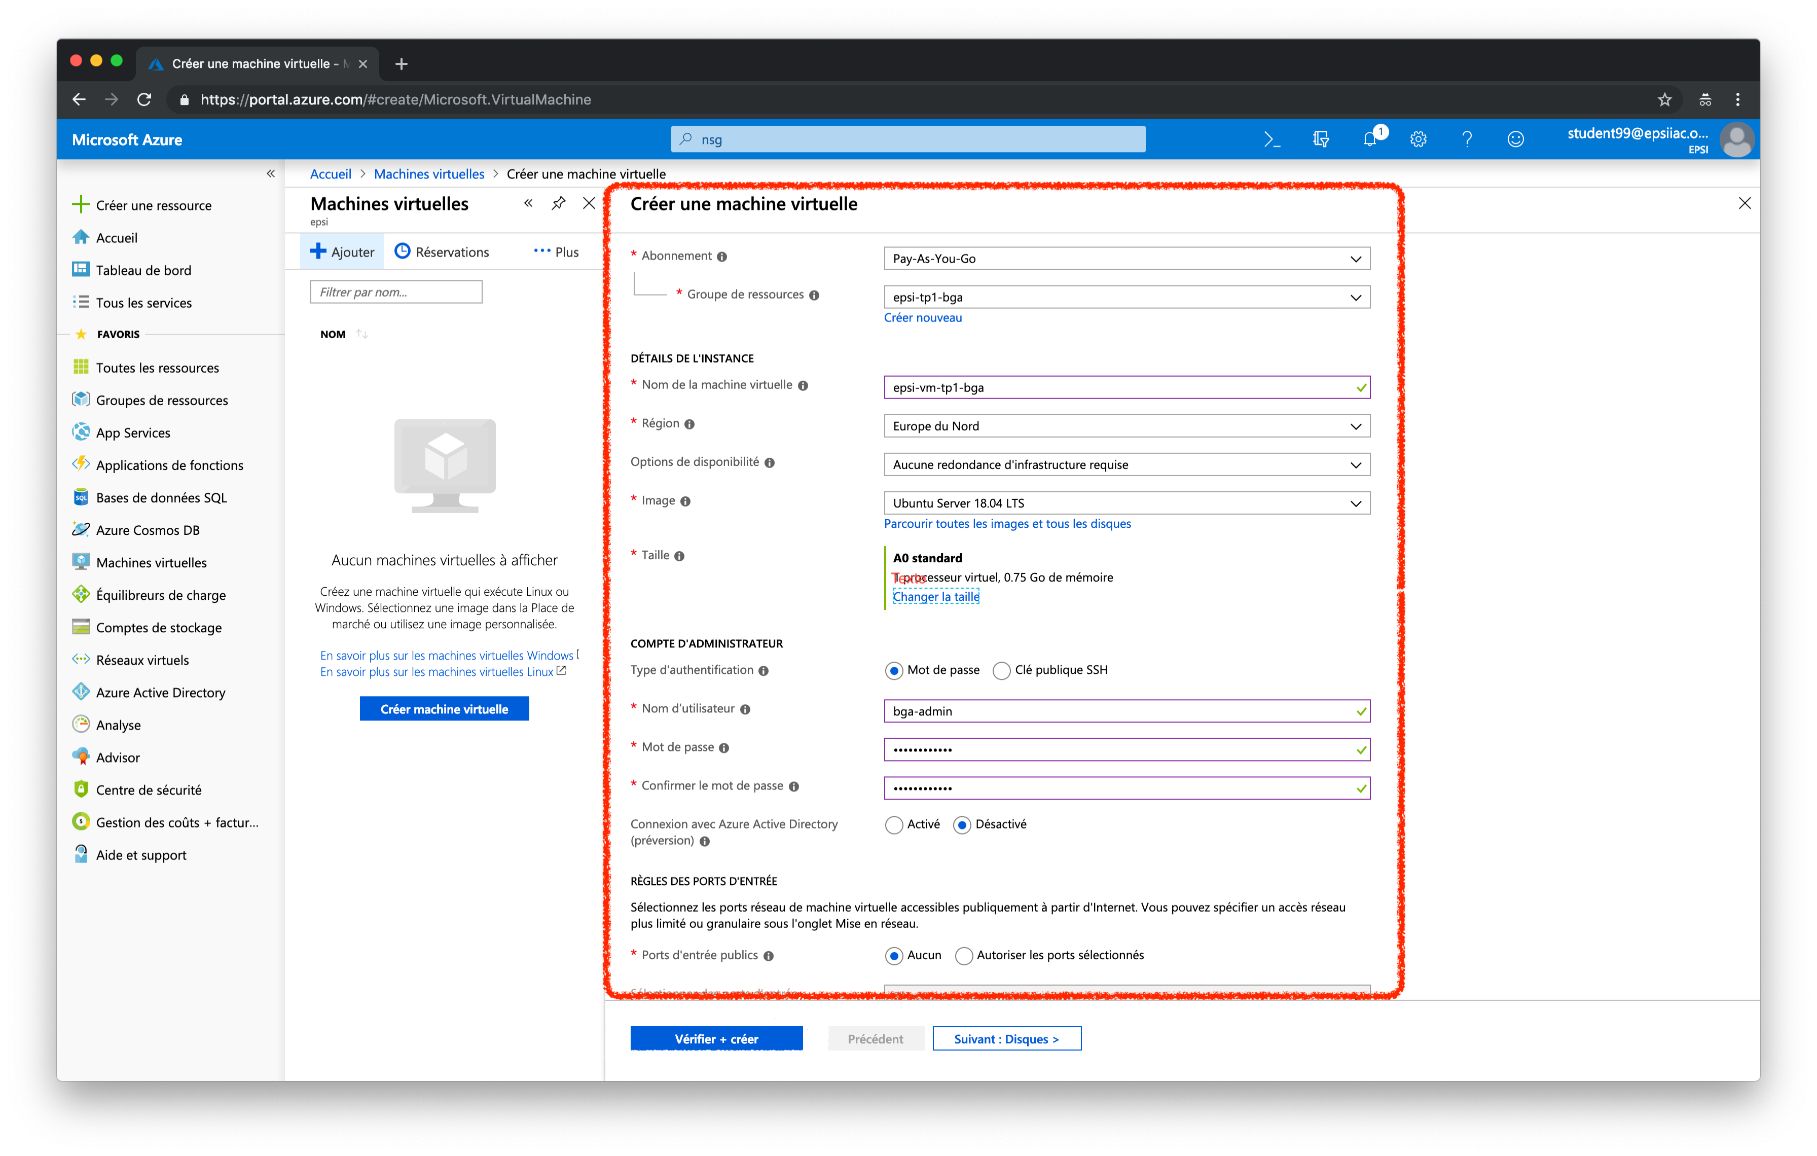 Créer une machine virtuelle - M
https://portal.azure.com/#create/Microsoft.VirtualMachine
Microsoft Azure
nsg
1
student99@epsiiac.o...
EPSI
Accueil > Machines virtuelles > Créer une machine virtuelle
Créer une ressource
Accueil
Tableau de bord
Tous les services
FAVORIS
Toutes les ressources
Groupes de ressources
App Services
Applications de fonctions
Bases de données SQL
Azure Cosmos DB
Machines virtuelles
Équilibreurs de charge
Comptes de stockage
Réseaux virtuels
Azure Active Directory
Analyse
Advisor
Centre de sécurité
Gestion des coûts + factur...
Aide et support
Machines virtuelles
epsi
Ajouter
Réservations
Plus
Filtrer par nom...
NOM
Aucun machines virtuelles à afficher
Créez une machine virtuelle qui exécute Linux ou
Windows. Sélectionnez une image dans la Place de
marché ou utilisez une image personnalisée.
En savoir plus sur les machines virtuelles Windows
En savoir plus sur les machines virtuelles Linux
Créer machine virtuelle
Créer une machine virtuelle
* Abonnement
Pay-As-You-Go
* Groupe de ressources
epsi-tp1-bga
Créer nouveau
DÉTAILS DE L'INSTANCE
* Nom de la machine virtuelle
epsi-vm-tp1-bga
* Région
Europe du Nord
Options de disponibilité
Aucune redondance d'infrastructure requise
* Image
Ubuntu Server 18.04 LTS
Parcourir toutes les images et tous les disques
* Taille
A0 standard
1 processeur virtuel, 0.75 Go de mémoire
Texte
Changer la taille
COMPTE D'ADMINISTRATEUR
Type d'authentification
Mot de passe
Clé publique SSH
* Nom d'utilisateur
bga-admin
* Mot de passe
••••••••••••
* Confirmer le mot de passe
••••••••••••
Connexion avec Azure Active Directory
(préversion)
Activé
Désactivé
RÈGLES DES PORTS D'ENTRÉE
Sélectionnez les ports réseau de machine virtuelle accessibles publiquement à partir d'Internet. Vous pouvez spécifier un accès réseau
plus limité ou granulaire sous l'onglet Mise en réseau.
* Ports d'entrée publics
Aucun
Autoriser les ports sélectionnés
Vérifier + créer
Précédent
Suivant : Disques >